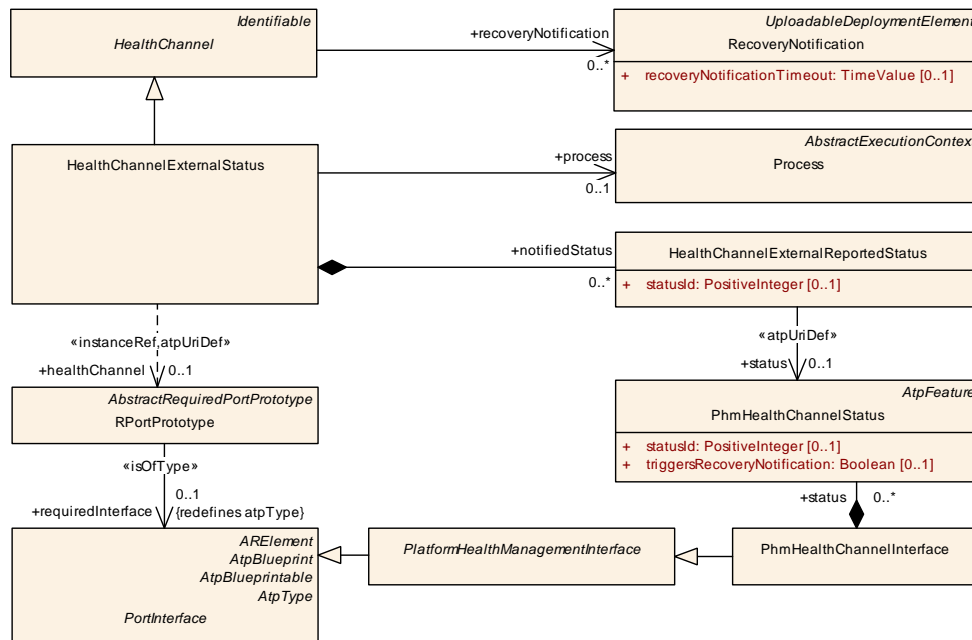 Identifiable
HealthChannel
+recoveryNotification
0..*
UploadableDeploymentElement
RecoveryNotification
+ recoveryNotificationTimeout: TimeValue [0..1]
HealthChannelExternalStatus
+process
0..1
AbstractExecutionContext
Process
+notifiedStatus
0..*
HealthChannelExternalReportedStatus
+ statusId: PositiveInteger [0..1]
«instanceRef,atpUriDef»
+healthChannel
0..1
«atpUriDef»
+status
0..1
AbstractRequiredPortPrototype
RPortPrototype
AtpFeature
PhmHealthChannelStatus
+ statusId: PositiveInteger [0..1]
+ triggersRecoveryNotification: Boolean [0..1]
«isOfType»
+requiredInterface
0..1
{redefines atpType}
+status
0..*
ARElement
AtpBlueprint
AtpBlueprintable
AtpType
PortInterface
PlatformHealthManagementInterface
PhmHealthChannelInterface